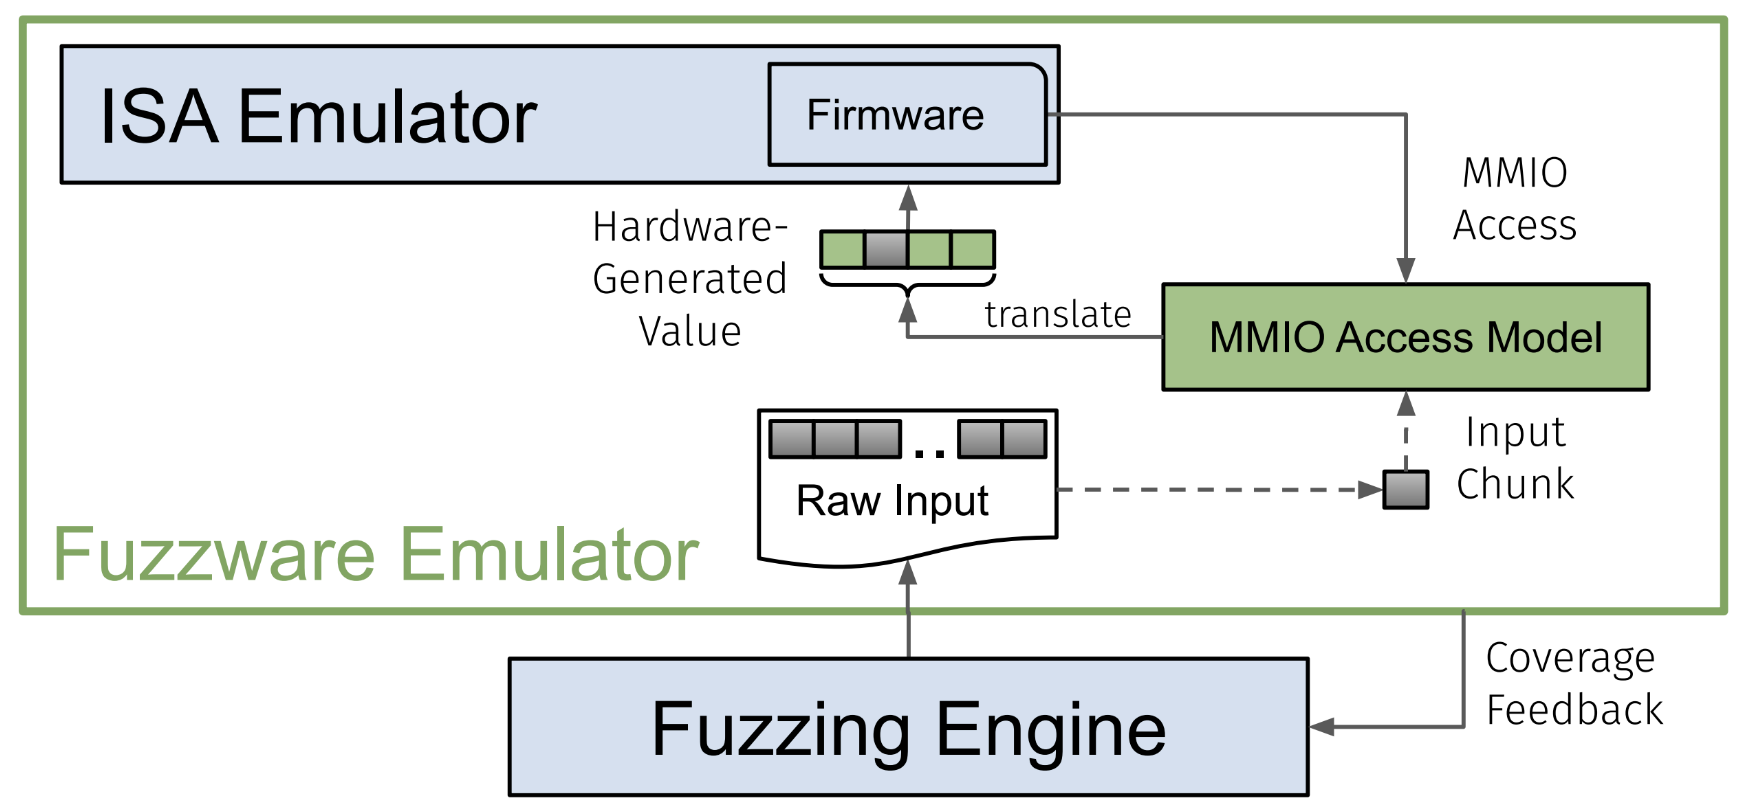 ISA Emulator
Firmware
MMIO
Access
Hardware-
Generated
Value
translate
MMIO Access Model
..
Raw Input
Input
Chunk
Fuzzware Emulator
Coverage
Feedback
Fuzzing Engine